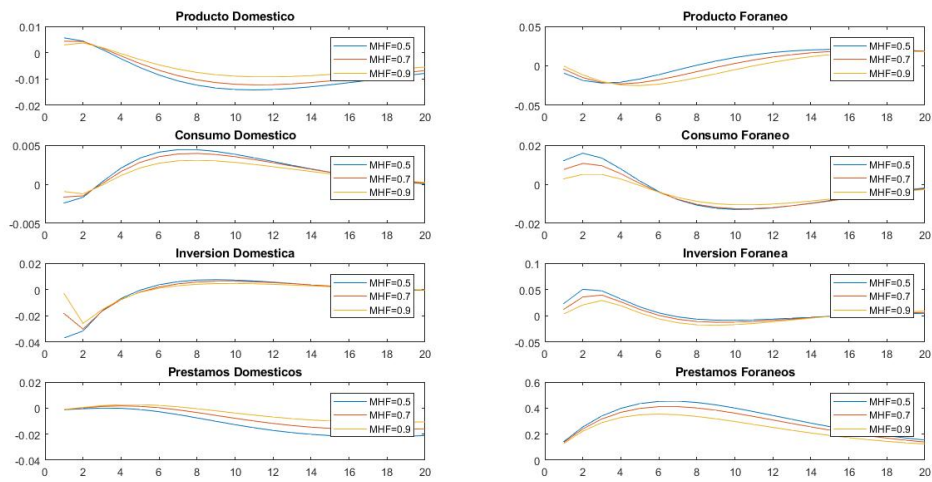 Producto Domestico
0.01
0
-0.01
-0.02
MHF=0.5
MHF=0.7
MHF=0.9
0 2 4 6 8 10 12 14 16 18 20
Producto Foraneo
0.05
0
-0.05
MHF=0.5
MHF=0.7
MHF=0.9
0 2 4 6 8 10 12 14 16 18 20
Consumo Domestico
0.005
0
-0.005
MHF=0.5
MHF=0.7
MHF=0.9
0 2 4 6 8 10 12 14 16 18 20
Consumo Foraneo
0.02
0
-0.02
MHF=0.5
MHF=0.7
MHF=0.9
0 2 4 6 8 10 12 14 16 18 20
Inversion Domestica
0.02
0
-0.02
-0.04
MHF=0.5
MHF=0.7
MHF=0.9
0 2 4 6 8 10 12 14 16 18 20
Inversion Foranea
0.1
0.05
0
-0.05
MHF=0.5
MHF=0.7
MHF=0.9
0 2 4 6 8 10 12 14 16 18 20
Prestamos Domesticos
0.02
0
-0.02
-0.04
MHF=0.5
MHF=0.7
MHF=0.9
0 2 4 6 8 10 12 14 16 18 20
Prestamos Foraneos
0.6
0.4
0.2
0
MHF=0.5
MHF=0.7
MHF=0.9
0 2 4 6 8 10 12 14 16 18 20